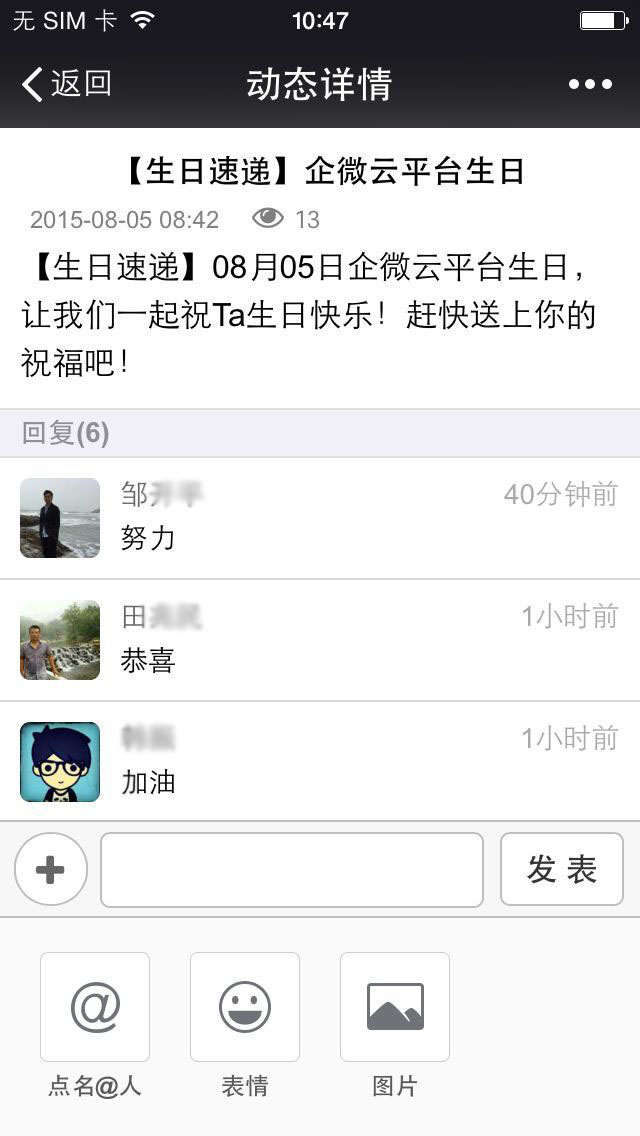 无 SIM 卡 10:47
返回 动态详情
【生日速递】企微云平台生日
2015-08-05 08:42 13
【生日速递】08月05日企微云平台生日，
让我们一起祝Ta生日快乐！赶快送上你的
祝福吧！
回复(6)
邹 40分钟前
努力
田 1小时前
恭喜
1小时前
加油
发 表
点名@人 表情 图片